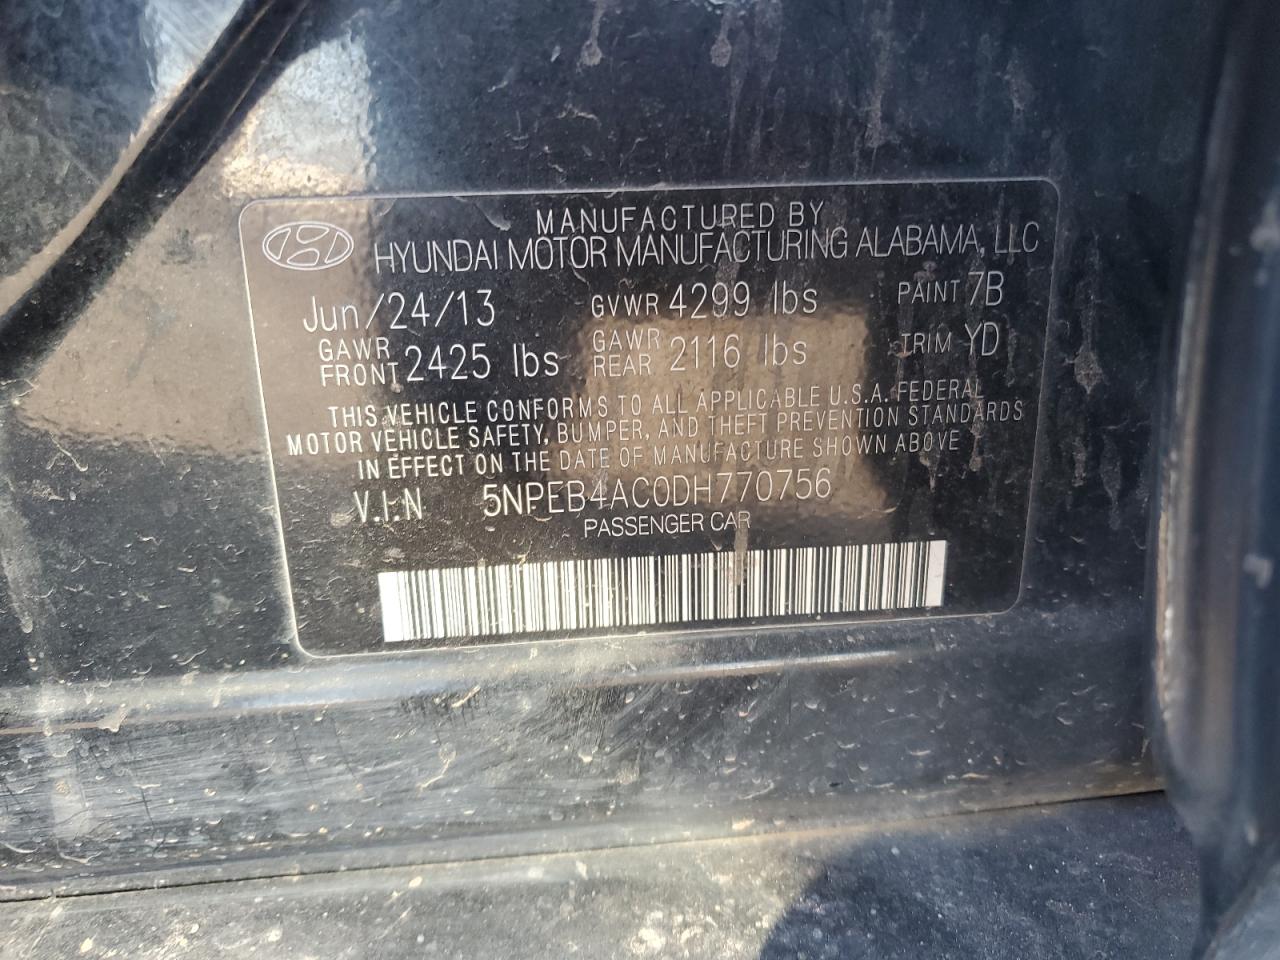 MANUFACTURED BY
HYUNDAI MOTOR MANUFACTURING ALABAMA, LLC
Jun/24/13 GVWR 4299 lbs PAINT 7B
GAWR FRONT 2425 lbs GAWR REAR 2116 lbs TRIM YD
THIS VEHICLE CONFORMS TO ALL APPLICABLE U.S.A. FEDERAL
MOTOR VEHICLE SAFETY, BUMPER, AND THEFT PREVENTION STANDARDS
IN EFFECT ON THE DATE OF MANUFACTURE SHOWN ABOVE
V.I.N 5NPEB4AC0DH770756
PASSENGER CAR